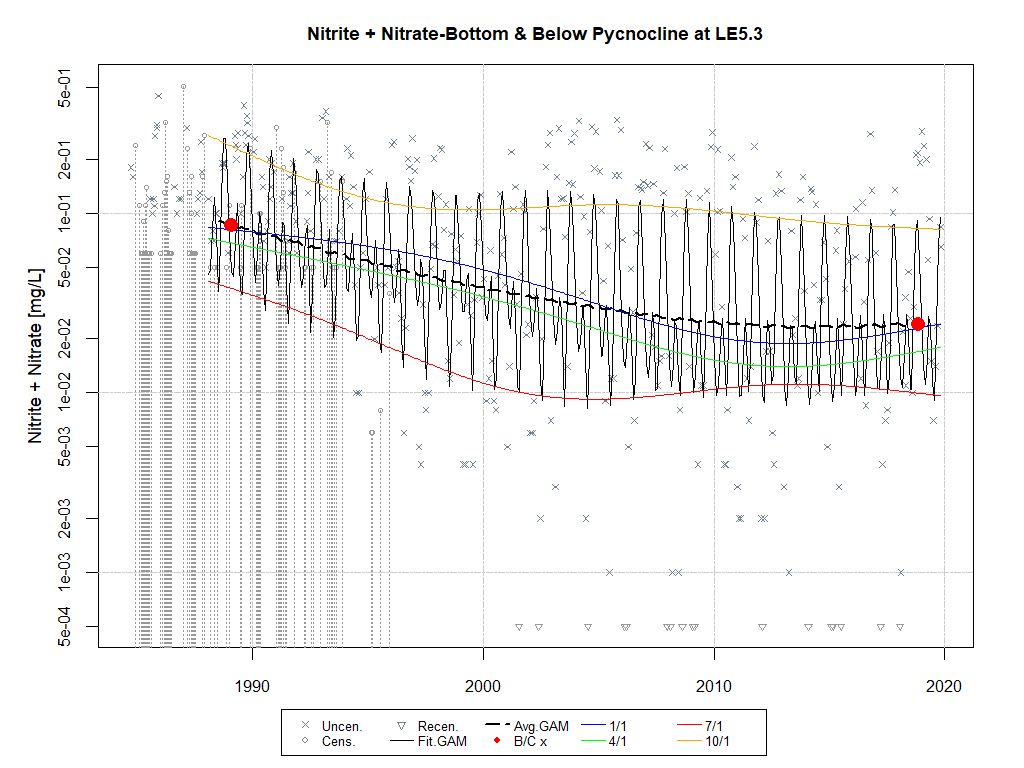 Nitrite + Nitrate-Bottom & Below Pycnocline at LE5.3
Nitrite + Nitrate [mg/L]
5e-01
2e-01
1e-01
5e-02
2e-02
1e-02
5e-03
2e-03
1e-03
5e-04
1990 2000 2010 2020
Uncen. Recen. Avg.GAM 1/1 7/1
Cens. Fit.GAM B/C x 4/1 10/1